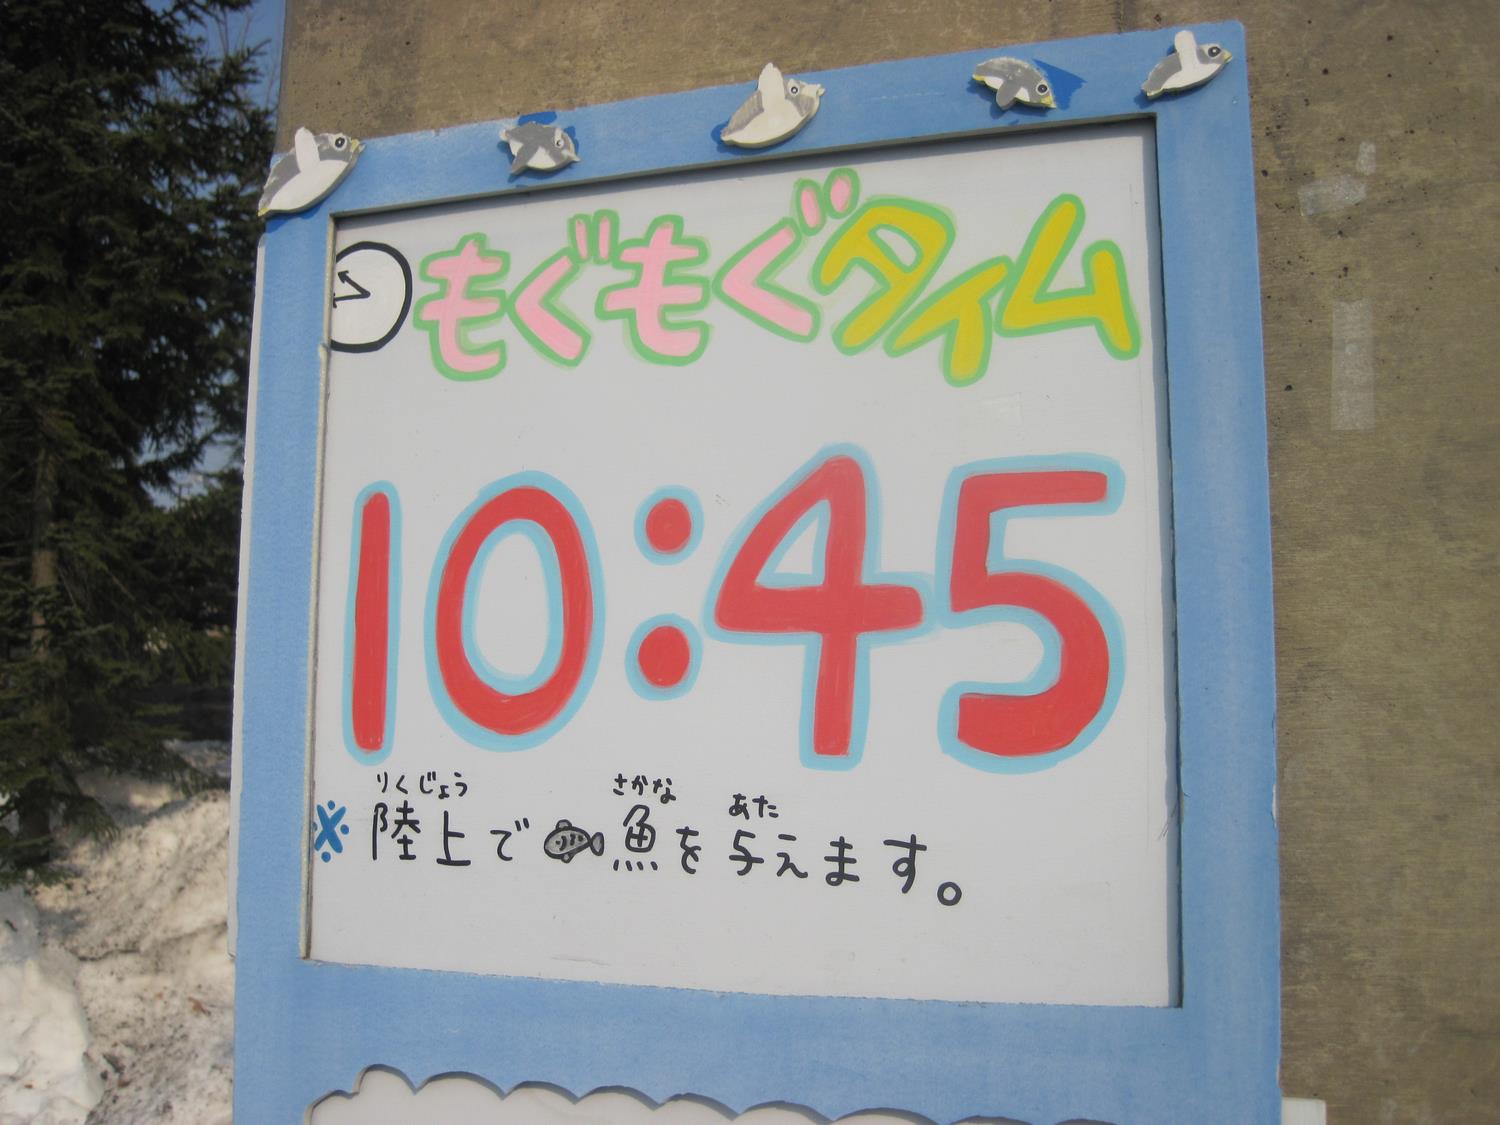 もぐもぐタイム
10:45
りくじょう さかな あた
※陸上で魚を与えます。